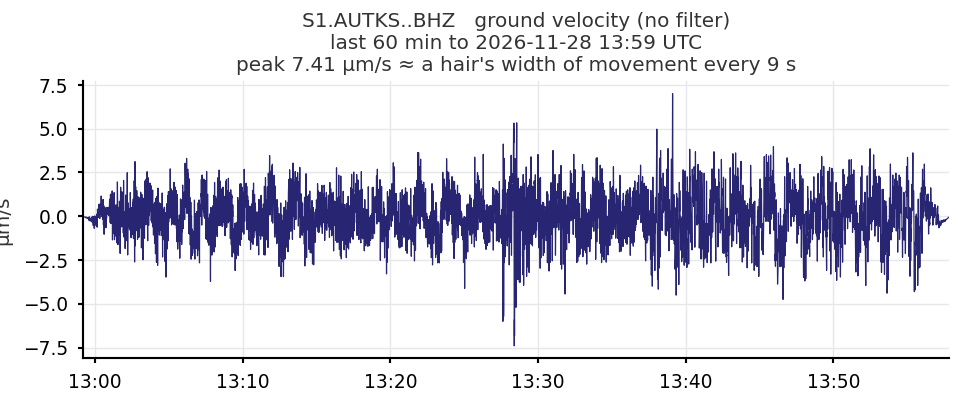 S1.AUTKS..BHZ   ground velocity (no filter)
last 60 min to 2026-11-28 13:59 UTC
peak 7.41 µm/s ≈ a hair's width of movement every 9 s
7.5
5.0
2.5
0.0
−2.5
−5.0
−7.5
µm/s
13:00 13:10 13:20 13:30 13:40 13:50